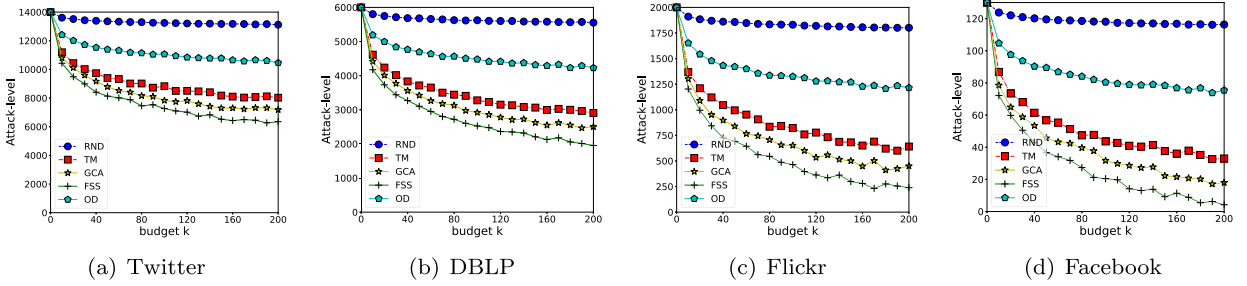 14000
12000
10000
8000
6000
4000
2000
0
Attack-level
RND
TM
GCA
FSS
OD
0 40 80 120 160 200
budget k
(a) Twitter
6000
5000
4000
3000
2000
1000
0
Attack-level
RND
TM
GCA
FSS
OD
0 40 80 120 160 200
budget k
(b) DBLP
2000
1750
1500
1250
1000
750
500
250
0
Attack-level
RND
TM
GCA
FSS
OD
0 40 80 120 160 200
budget k
(c) Flickr
120
100
80
60
40
20
0
Attack-level
RND
TM
GCA
FSS
OD
0 40 80 120 160 200
budget k
(d) Facebook